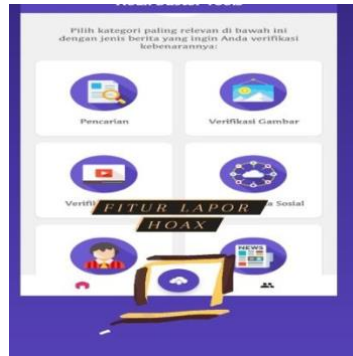 Pilih kategori paling relevan di bawah ini
dengan jenis berita yang ingin Anda verifikasi
kebenarannya:
Pencarian
Verifikasi Gambar
Sosial
FITUR LAPOR
HOAX
NEWS